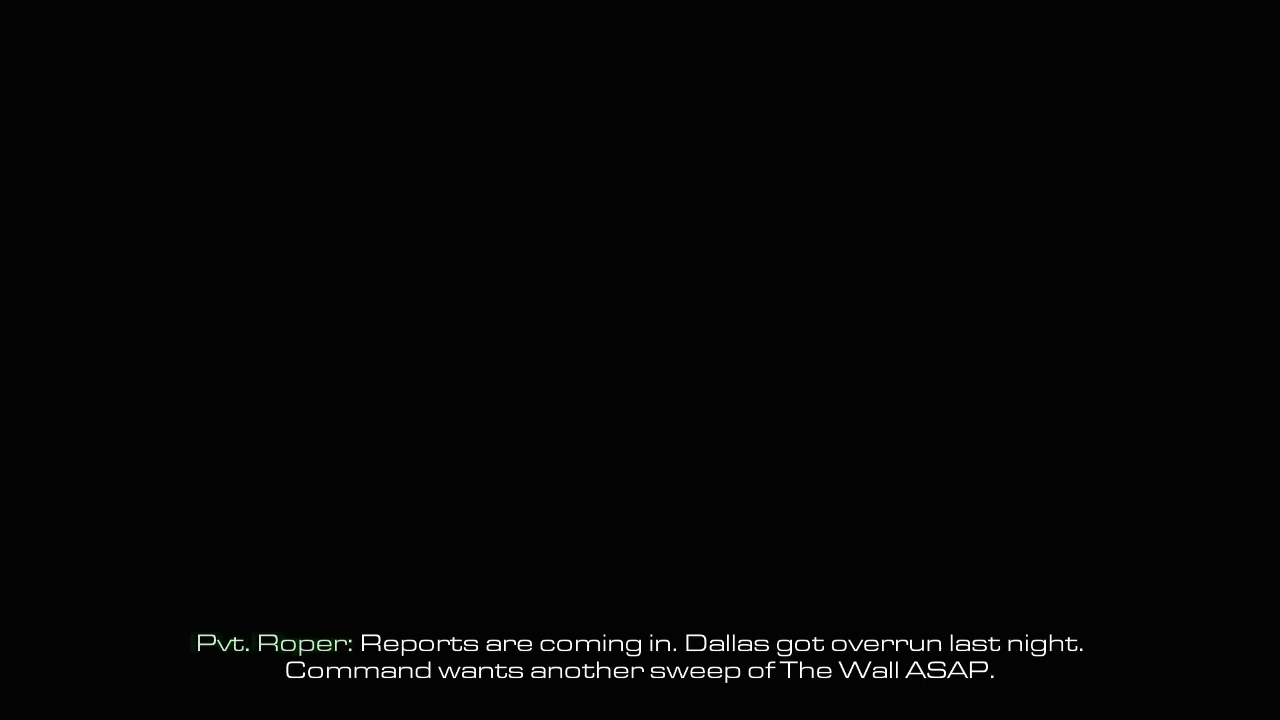 Pvt. Roper: Reports are coming in. Dallas got overrun last night.
Command wants another sweep of The Wall ASAP.